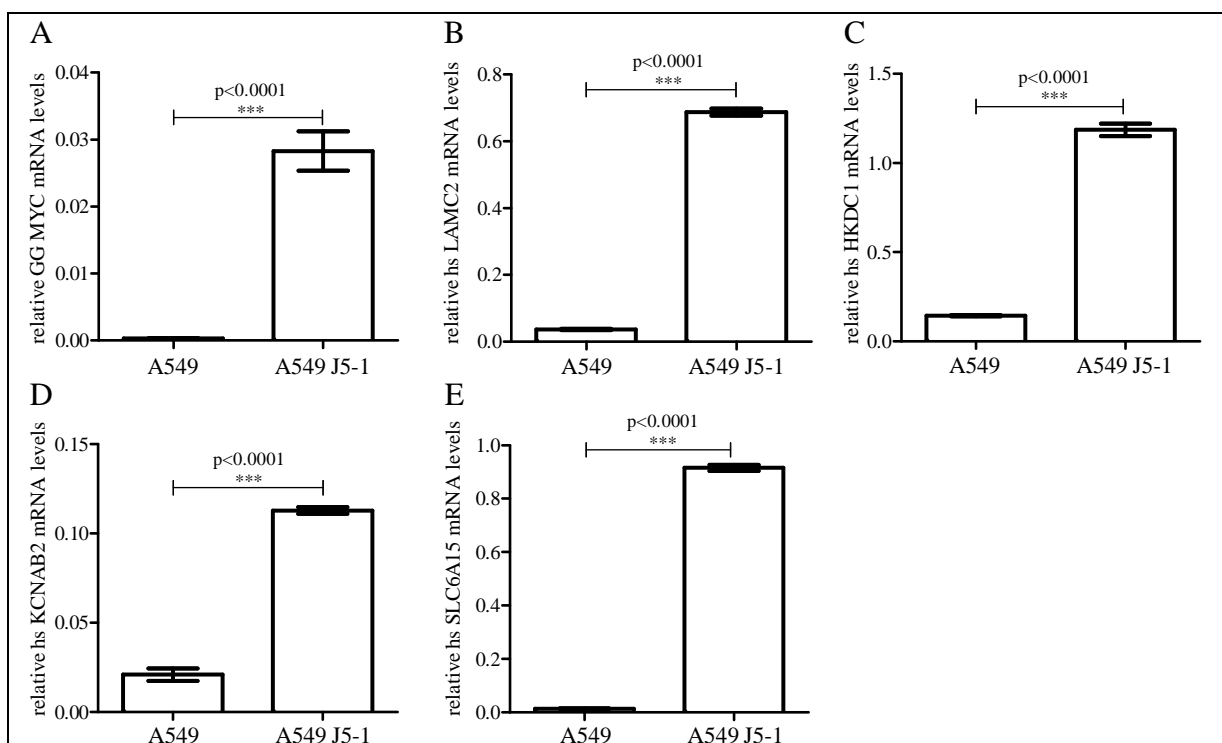 A
relative GG MYC mRNA levels
0.04
0.03
0.02
0.01
0.00
p<0.0001
***
A549
A549 J5-1
B
relative hs LAMC2 mRNA levels
0.8
0.6
0.4
0.2
0.0
p<0.0001
***
A549
A549 J5-1
C
relative hs HKDC1 mRNA levels
1.5
1.0
0.5
0.0
p<0.0001
***
A549
A549 J5-1
D
relative hs KCNAB2 mRNA levels
0.15
0.10
0.05
0.00
p<0.0001
***
A549
A549 J5-1
E
relative hs SLC6A15 mRNA levels
1.0
0.8
0.6
0.4
0.2
0.0
p<0.0001
***
A549
A549 J5-1